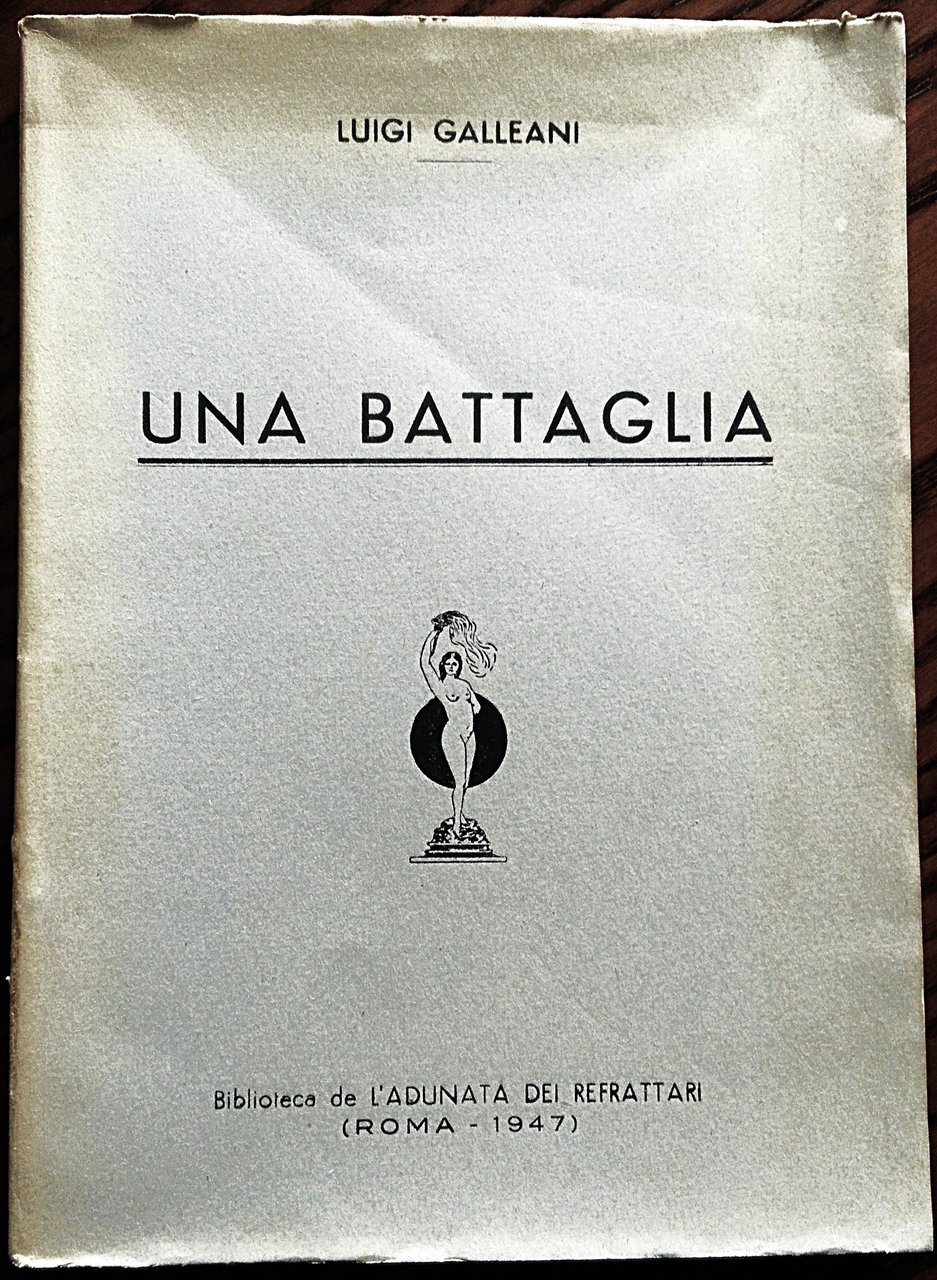 LUIGI GALLEANI
UNA BATTAGLIA
Biblioteca de L'ADUNATA DEI REFRATTARI
(ROMA - 1947)